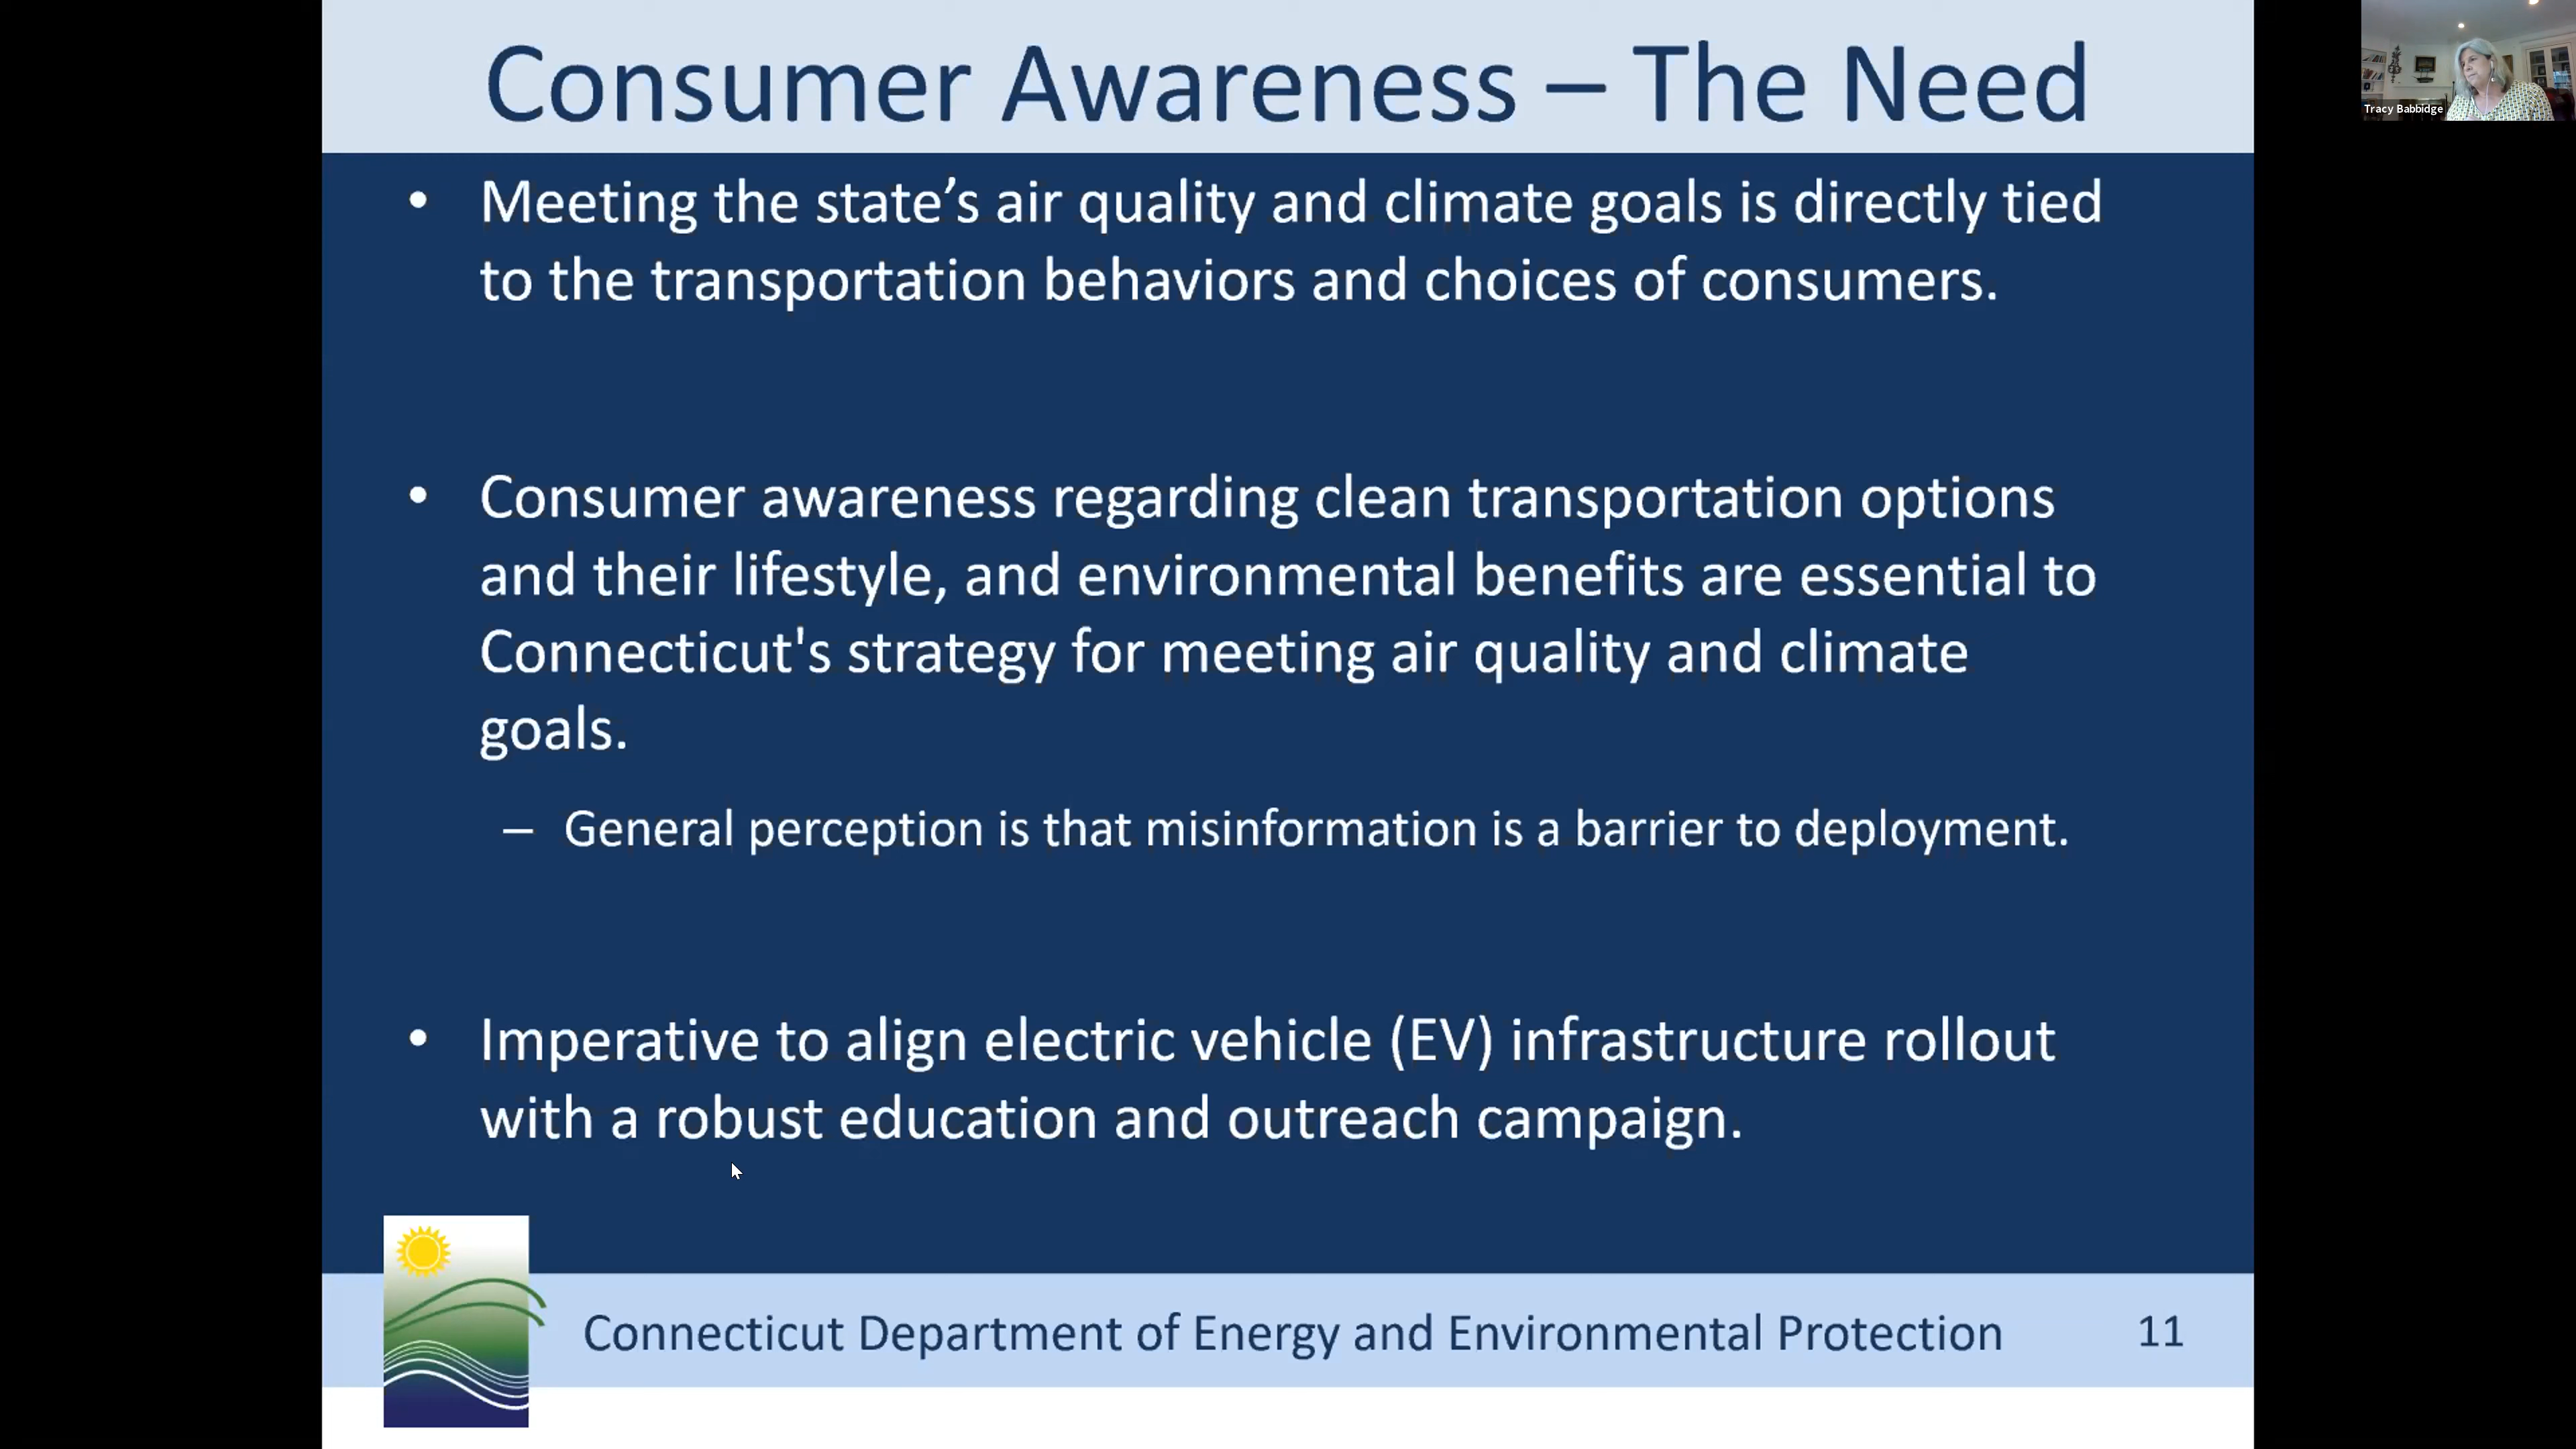 Consumer Awareness – The Need
Tracy Babbidge
• Meeting the state’s air quality and climate goals is directly tied
to the transportation behaviors and choices of consumers.
• Consumer awareness regarding clean transportation options
and their lifestyle, and environmental benefits are essential to
Connecticut's strategy for meeting air quality and climate
goals.
– General perception is that misinformation is a barrier to deployment.
• Imperative to align electric vehicle (EV) infrastructure rollout
with a robust education and outreach campaign.
Connecticut Department of Energy and Environmental Protection
11